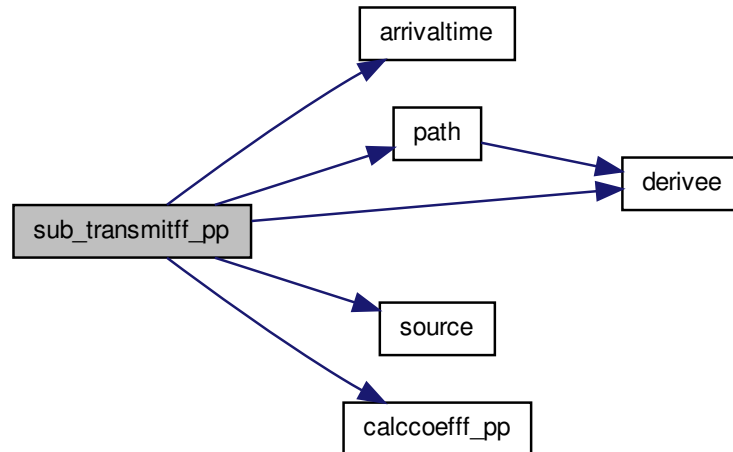 arrivaltime
path
derivee
sub_transmitff_pp
source
calccoefff_pp